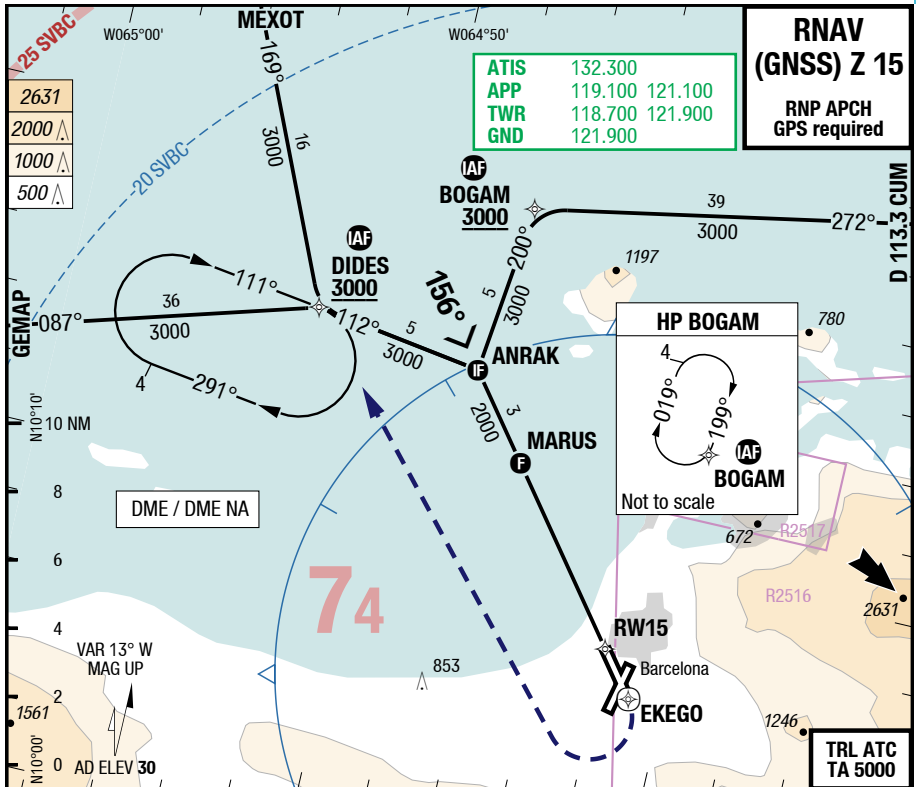 25 SVBC
W065°00'
MEXOT
W064°50'
RNAV
(GNSS) Z 15
RNP APCH
GPS required
ATIS 132.300
APP 119.100 121.100
TWR 118.700 121.900
GND 121.900
2631
2000
1000
500
20 SVBC
169°
16
3000
IAF
BOGAM
3000
39
3000
272°
D 113.3 CUM
200°
5
3000
1197
IAF
DIDES
3000
156°
111°
GEMAP
087°
36
3000
112°
5
3000
4
291°
ANRAK
IF
780
HP BOGAM
4
019°
199°
IAF
BOGAM
Not to scale
N10°10'
10 NM
3
2000
MARUS
F
8
DME / DME NA
672
R2517
6
74
R2516
2631
4
RW15
VAR 13° W
MAG UP
853
Barcelona
2
EKEGO
1561
1246
N10°00'
0
AD ELEV 30
TRL ATC
TA 5000